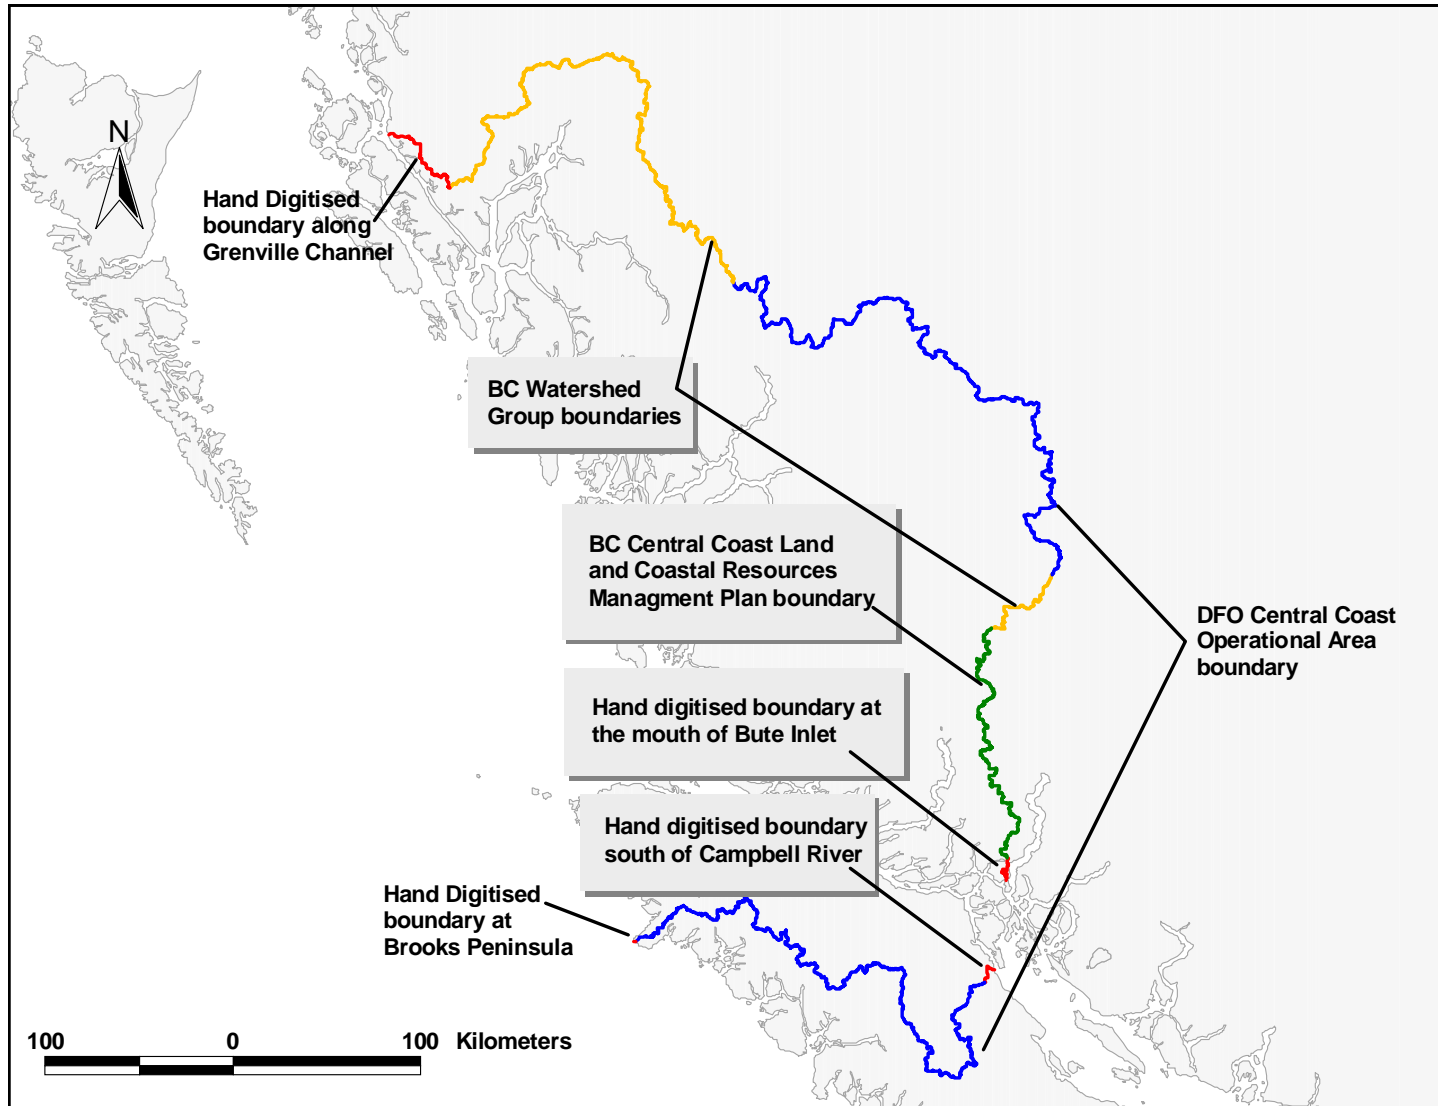 N
Hand Digitised
boundary along
Grenville Channel
BC Watershed
Group boundaries
BC Central Coast Land
and Coastal Resources
Managment Plan boundary
DFO Central Coast
Operational Area
boundary
Hand digitised boundary at
the mouth of Bute Inlet
Hand digitised boundary
south of Campbell River
Hand Digitised
boundary at
Brooks Peninsula
100 0 100 Kilometers